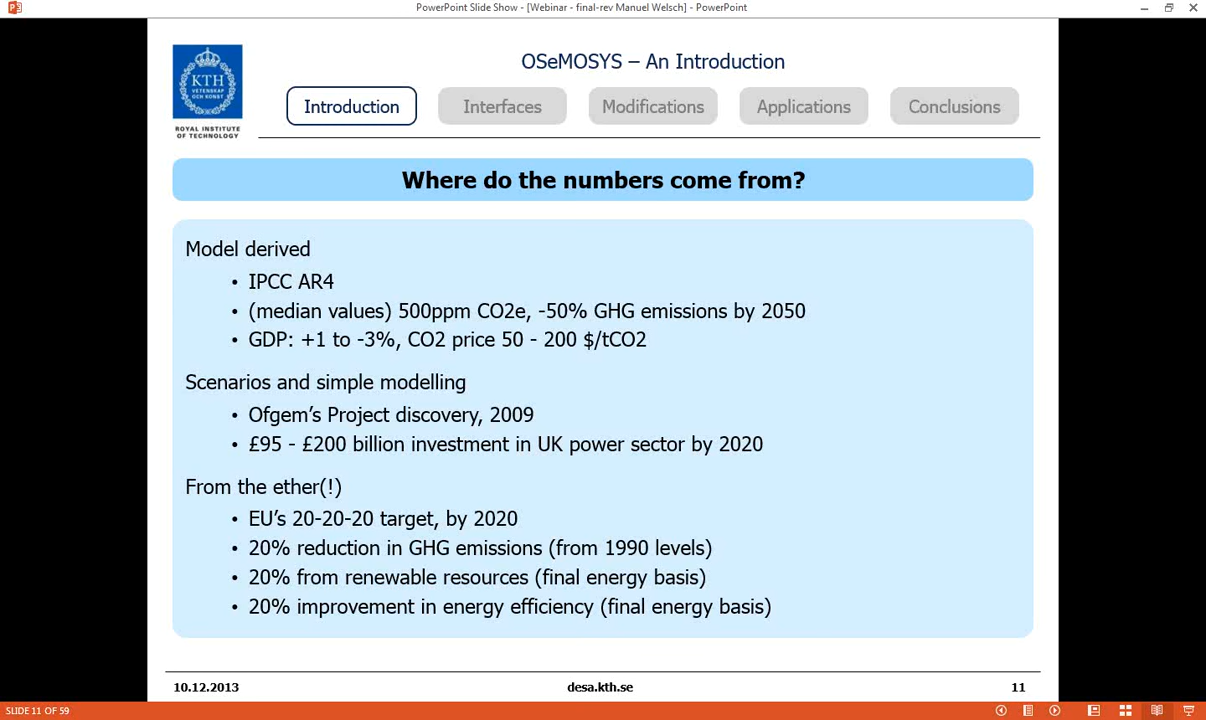 PowerPoint Slide Show - [Webinar - final-rev Manuel Welsch] - PowerPoint
KTH
VETENSKAP
OCH KONST
ROYAL INSTITUTE
OF TECHNOLOGY
OSeMOSYS – An Introduction
Introduction
Interfaces
Modifications
Applications
Conclusions
Where do the numbers come from?
Model derived
• IPCC AR4
• (median values) 500ppm CO2e, -50% GHG emissions by 2050
• GDP: +1 to -3%, CO2 price 50 - 200 $/tCO2
Scenarios and simple modelling
• Ofgem’s Project discovery, 2009
• £95 - £200 billion investment in UK power sector by 2020
From the ether(!)
• EU’s 20-20-20 target, by 2020
• 20% reduction in GHG emissions (from 1990 levels)
• 20% from renewable resources (final energy basis)
• 20% improvement in energy efficiency (final energy basis)
10.12.2013
desa.kth.se
11
SLIDE 11 OF 59